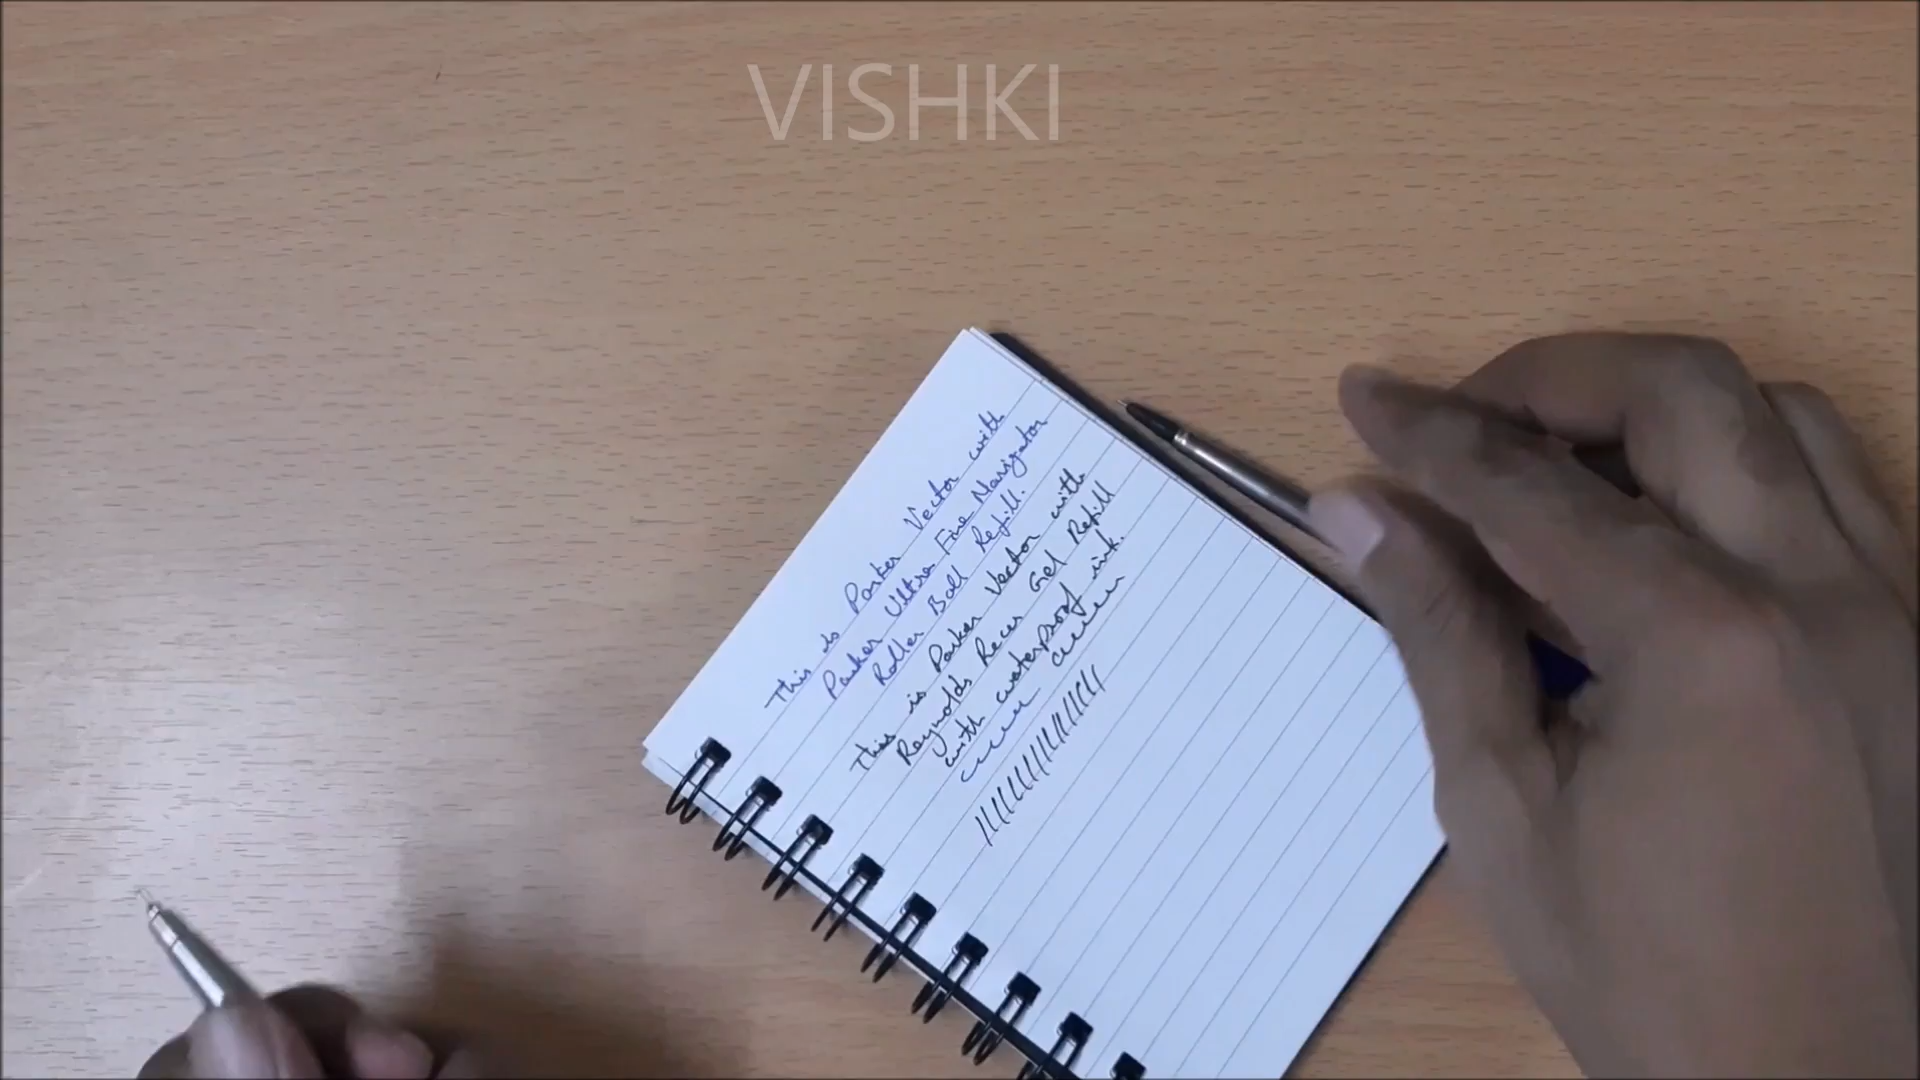 VISHKI
This is Parker Vector with
Parker Ultra Fine Navigator
Roller Ball Refill.
This is Parker Vector with
Reynolds Racer Gel Refill
with waterproof ink.